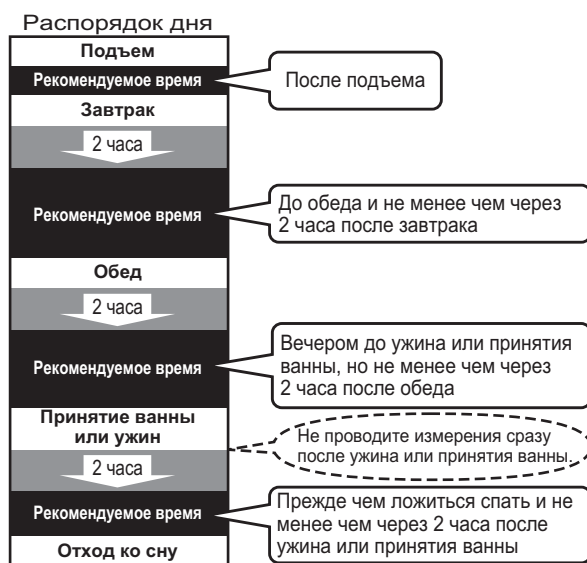 Распорядок дня
Подъем
Рекомендуемое время
После подъема
Завтрак
2 часа
Рекомендуемое время
До обеда и не менее чем через
2 часа после завтрака
Обед
2 часа
Рекомендуемое время
Вечером до ужина или принятия
ванны, но не менее чем через
2 часа после обеда
Принятие ванны
или ужин
Не проводите измерения сразу
после ужина или принятия ванны.
2 часа
Рекомендуемое время
Прежде чем ложиться спать и не
менее чем через 2 часа после
ужина или принятия ванны
Отход ко сну